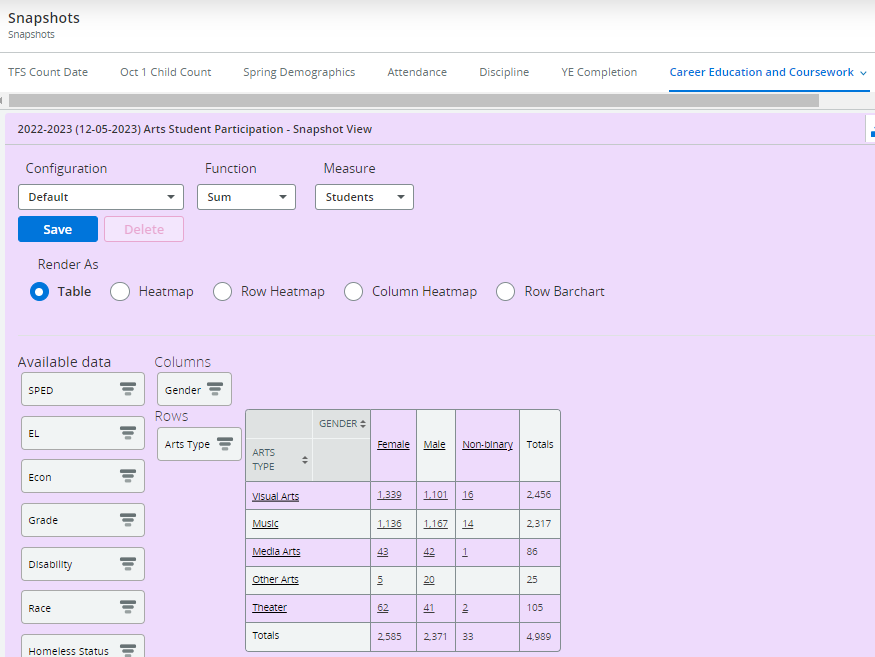 Snapshots
Snapshots
TFS Count Date Oct 1 Child Count Spring Demographics Attendance Discipline YE Completion Career Education and Coursework
2022-2023 (12-05-2023) Arts Student Participation - Snapshot View
Configuration Function Measure
Default Sum Students
Save Delete
Render As
Table Heatmap Row Heatmap Column Heatmap Row Barchart
Available data Columns
SPED Gender
Rows
EL Arts Type
Econ
Grade
Disability
Race
Homeless Status
GENDER Female Male Non-binary Totals
ARTS TYPE
Visual Arts 1,339 1,101 16 2,456
Music 1,136 1,167 14 2,317
Media Arts 43 42 1 86
Other Arts 5 20 25
Theater 62 41 2 105
Totals 2,585 2,371 33 4,989